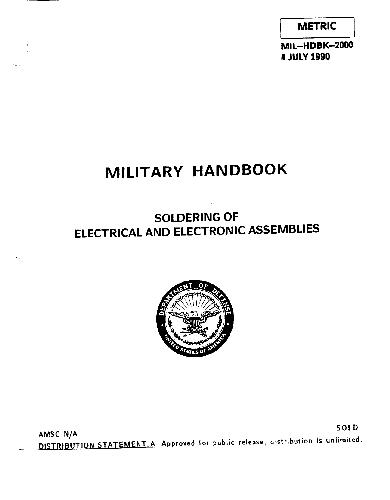 METRIC
MIL-HDBK-2000
4 JULY 1990
MILITARY HANDBOOK
SOLDERING OF
ELECTRICAL AND ELECTRONIC ASSEMBLIES
DEPARTMENT OF DEFENSE
UNITED STATES OF AMERICA
AMSC N/A
SOLD
DISTRIBUTION STATEMENT A Approved for public release, distribution is unlimited.